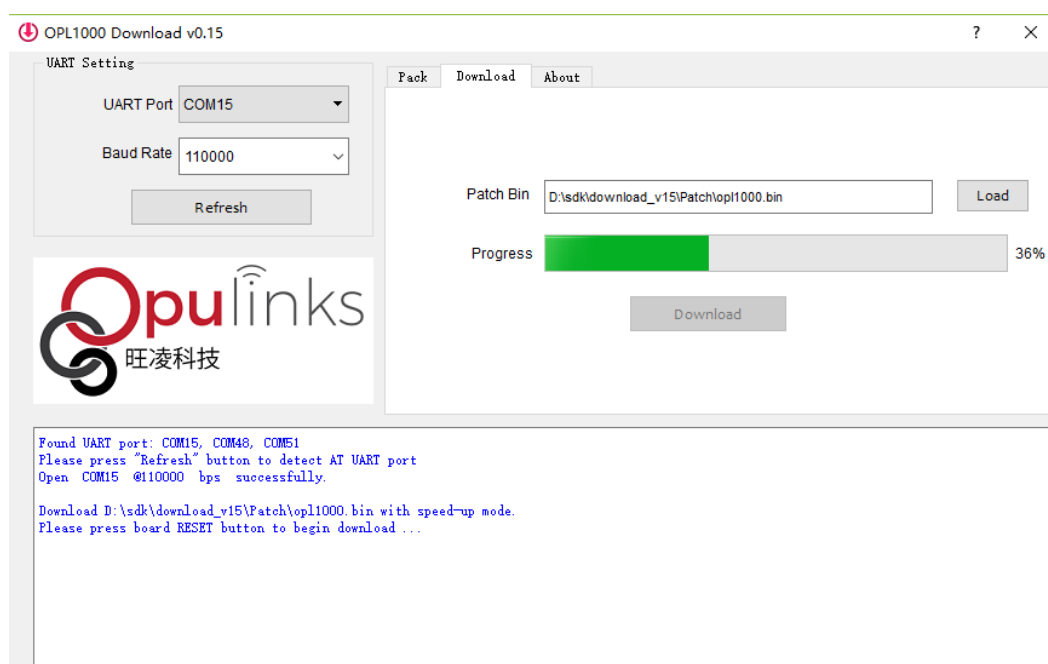 OPL1000 Download v0.15
?
UART Setting
UART Port COM15
Baud Rate 110000
Refresh
Opulinks
旺凌科技
Pack Download About
Patch Bin D:\sdk\download_v15\Patch\opl1000.bin Load
Progress 36%
Download
Found UART port: COM15, COM48, COM51
Please press "Refresh" button to detect AT UART port
Open COM15 @110000 bps successfully.
Download D:\sdk\download_v15\Patch\opl1000.bin with speed-up mode.
Please press board RESET button to begin download ...